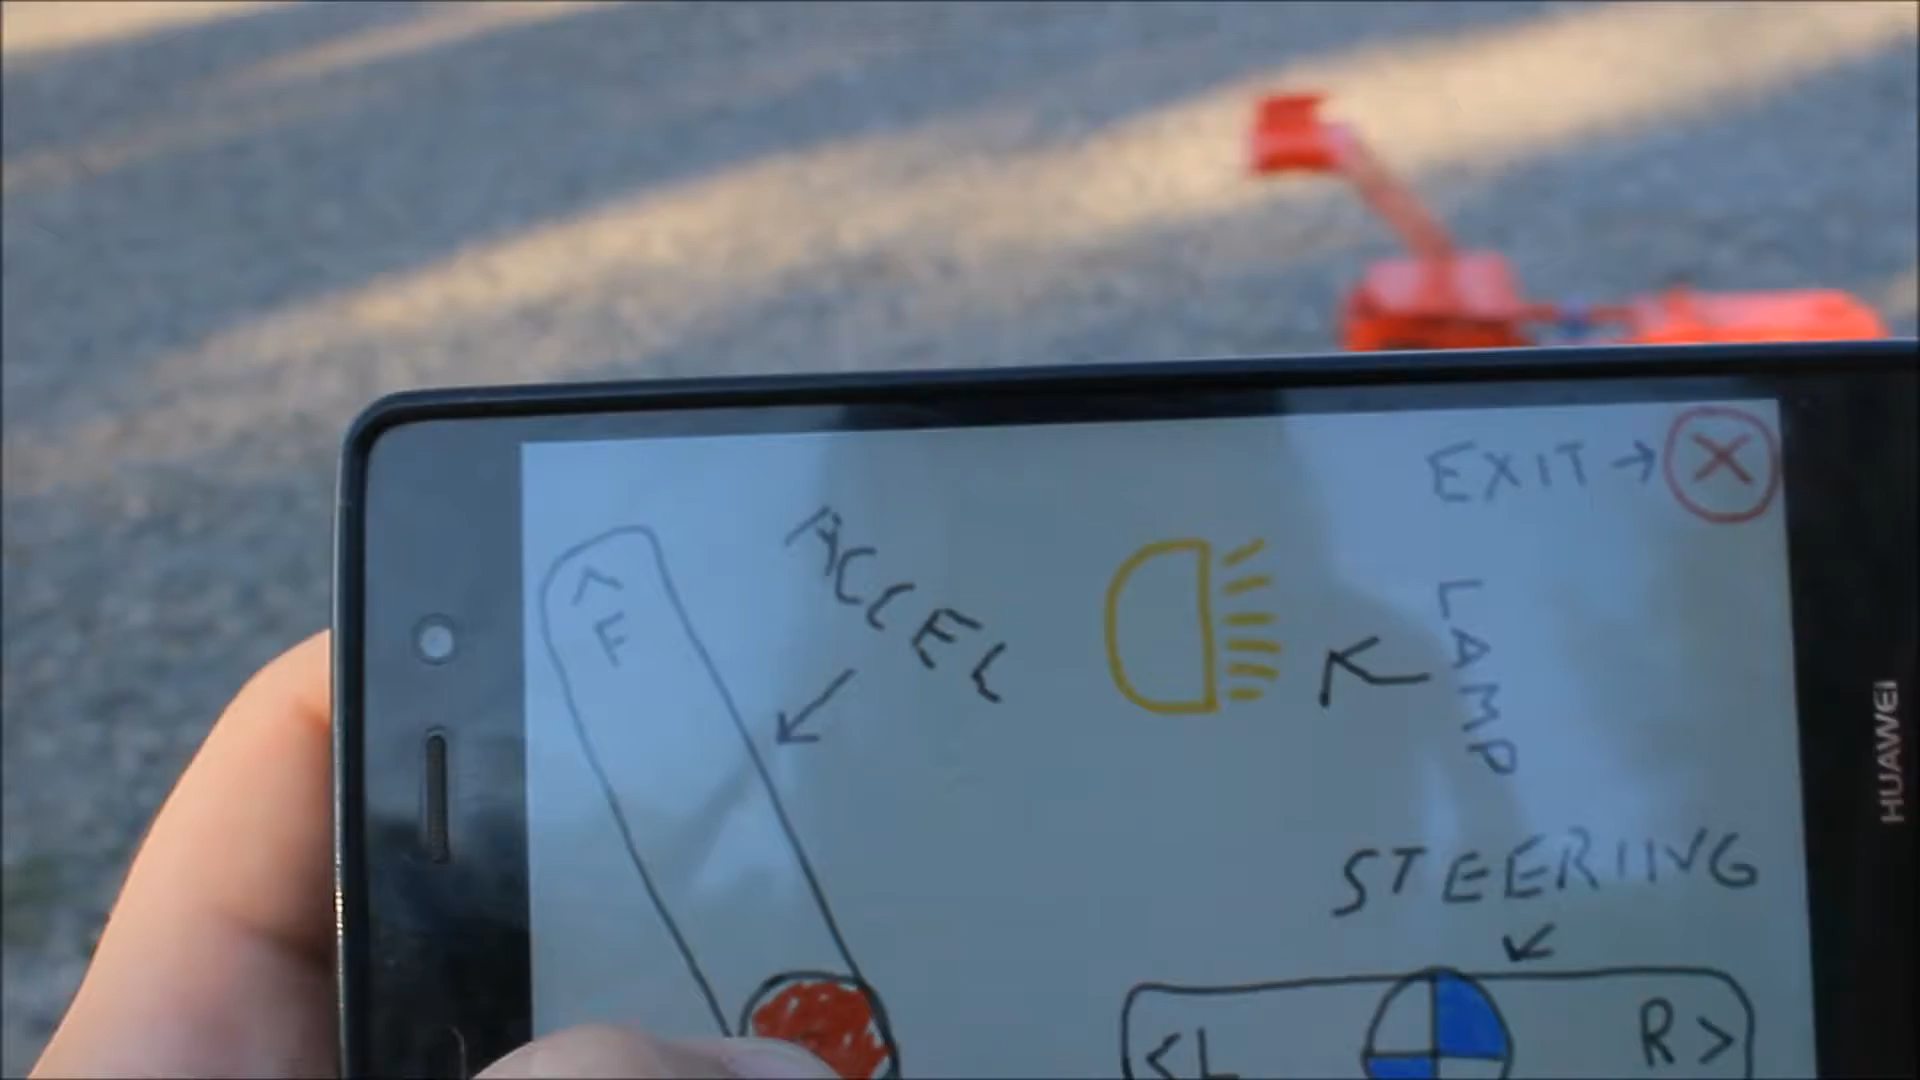 EXIT →
^
F
ACCEL
LAMP
HUAWEI
STEERING
<L
R>